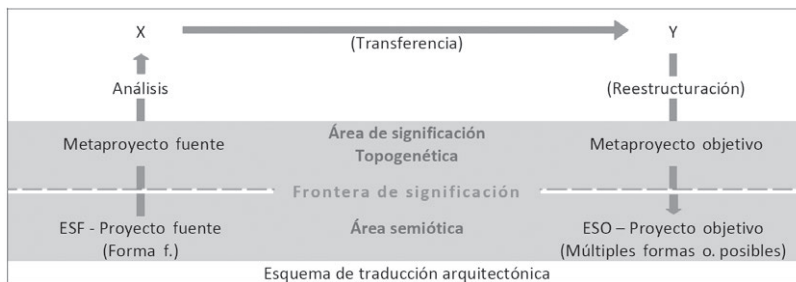 X Y
(Transferencia)
Análisis (Reestructuración)
Área de significación
Metaproyecto fuente Topogenética Metaproyecto objetivo
Frontera de significación
ESF - Proyecto fuente Área semiótica ESO – Proyecto objetivo
(Forma f.) (Múltiples formas o. posibles)
Esquema de traducción arquitectónica